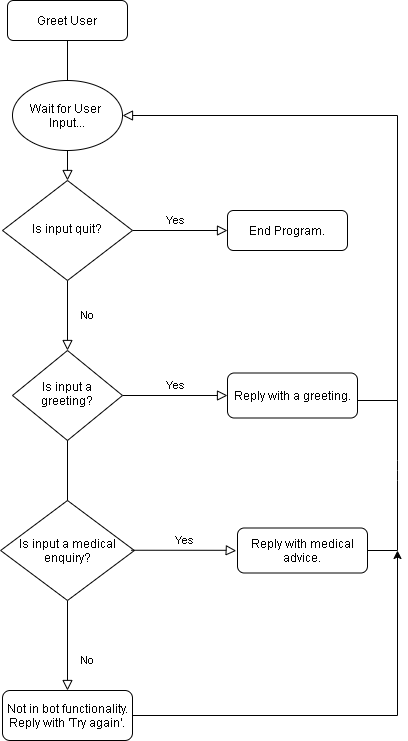 Greet User
Wait for User
Input...
Is input quit?
Yes
End Program.
No
Is input a
greeting?
Yes
Reply with a greeting.
Is input a medical
enquiry?
Yes
Reply with medical
advice.
No
Not in bot functionality.
Reply with 'Try again'.